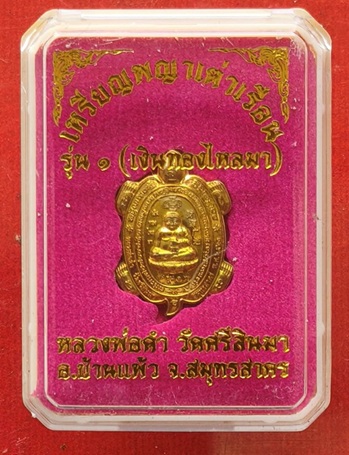 เหรียญพญาเต่าเรือน
รุ่น ๑ (เงินทองไหลมา)
หลวงพ่อดำ วัดศรีสินมา
อ.บ้านแพ้ว จ.สมุทรสาคร